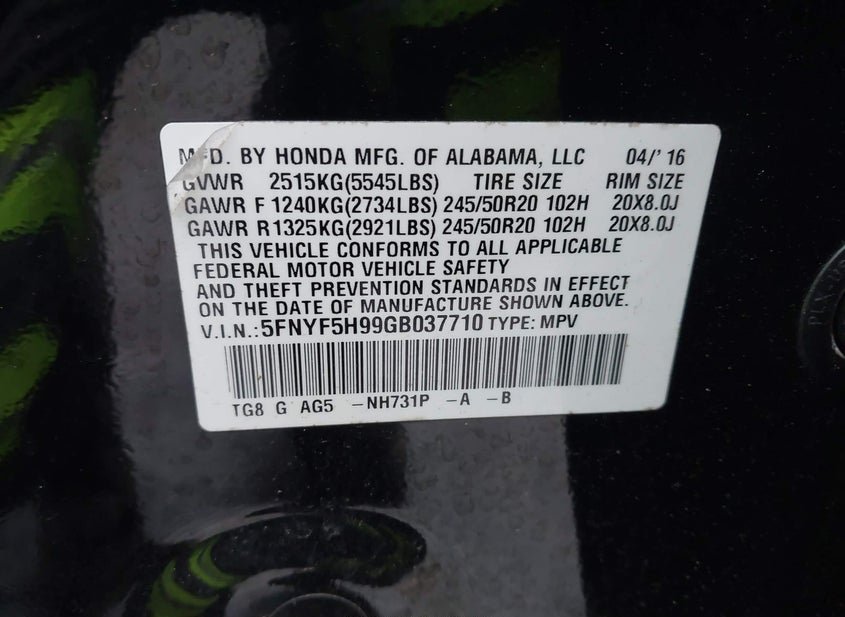 MFD. BY HONDA MFG. OF ALABAMA, LLC 04/'16
GVWR 2515KG(5545LBS) TIRE SIZE RIM SIZE
GAWR F 1240KG(2734LBS) 245/50R20 102H 20X8.0J
GAWR R 1325KG(2921LBS) 245/50R20 102H 20X8.0J
THIS VEHICLE CONFORMS TO ALL APPLICABLE
FEDERAL MOTOR VEHICLE SAFETY
AND THEFT PREVENTION STANDARDS IN EFFECT
ON THE DATE OF MANUFACTURE SHOWN ABOVE.
V.I.N.:5FNYF5H99GB037710 TYPE: MPV
TG8 G AG5 -NH731P -A -B